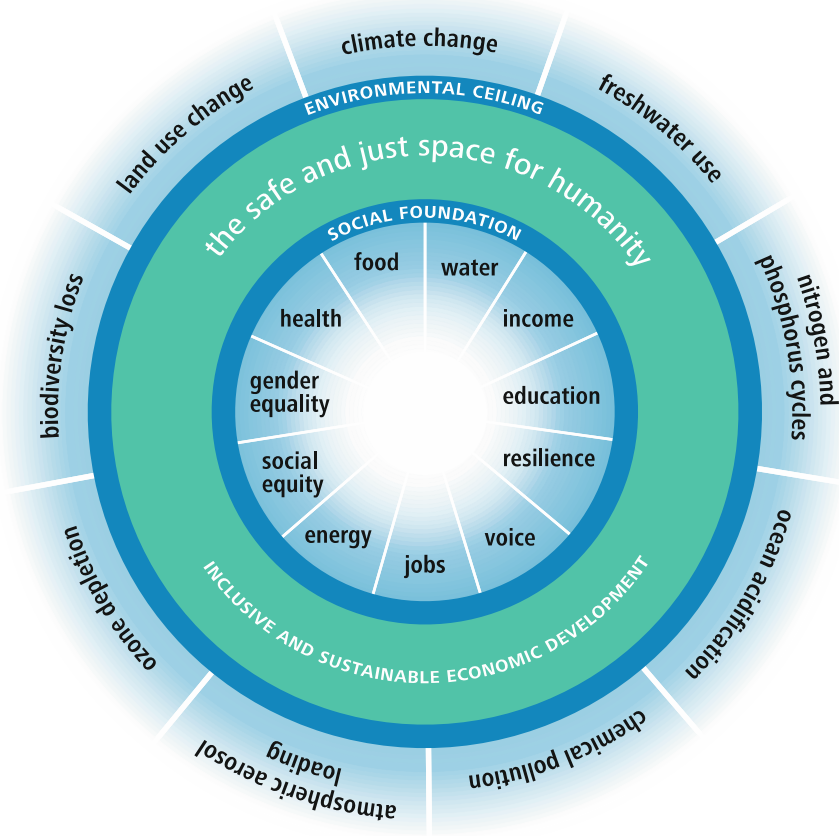 climate change
freshwater use
nitrogen and
phosphorus cycles
ocean acidification
chemical pollution
atmospheric aerosol
loading
ozone depletion
biodiversity loss
land use change
ENVIRONMENTAL CEILING
the safe and just space for humanity
SOCIAL FOUNDATION
water
income
education
resilience
voice
jobs
energy
social
equity
gender
equality
health
food
INCLUSIVE AND SUSTAINABLE ECONOMIC DEVELOPMENT